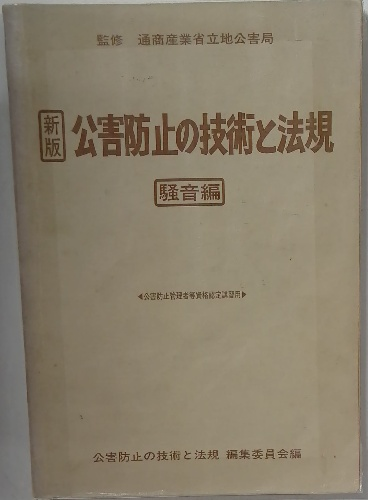 監修　通商産業省立地公害局
新版 公害防止の技術と法規
騒音編
◀公害防止管理者等資格認定講習用▶
公害防止の技術と法規 編集委員会編